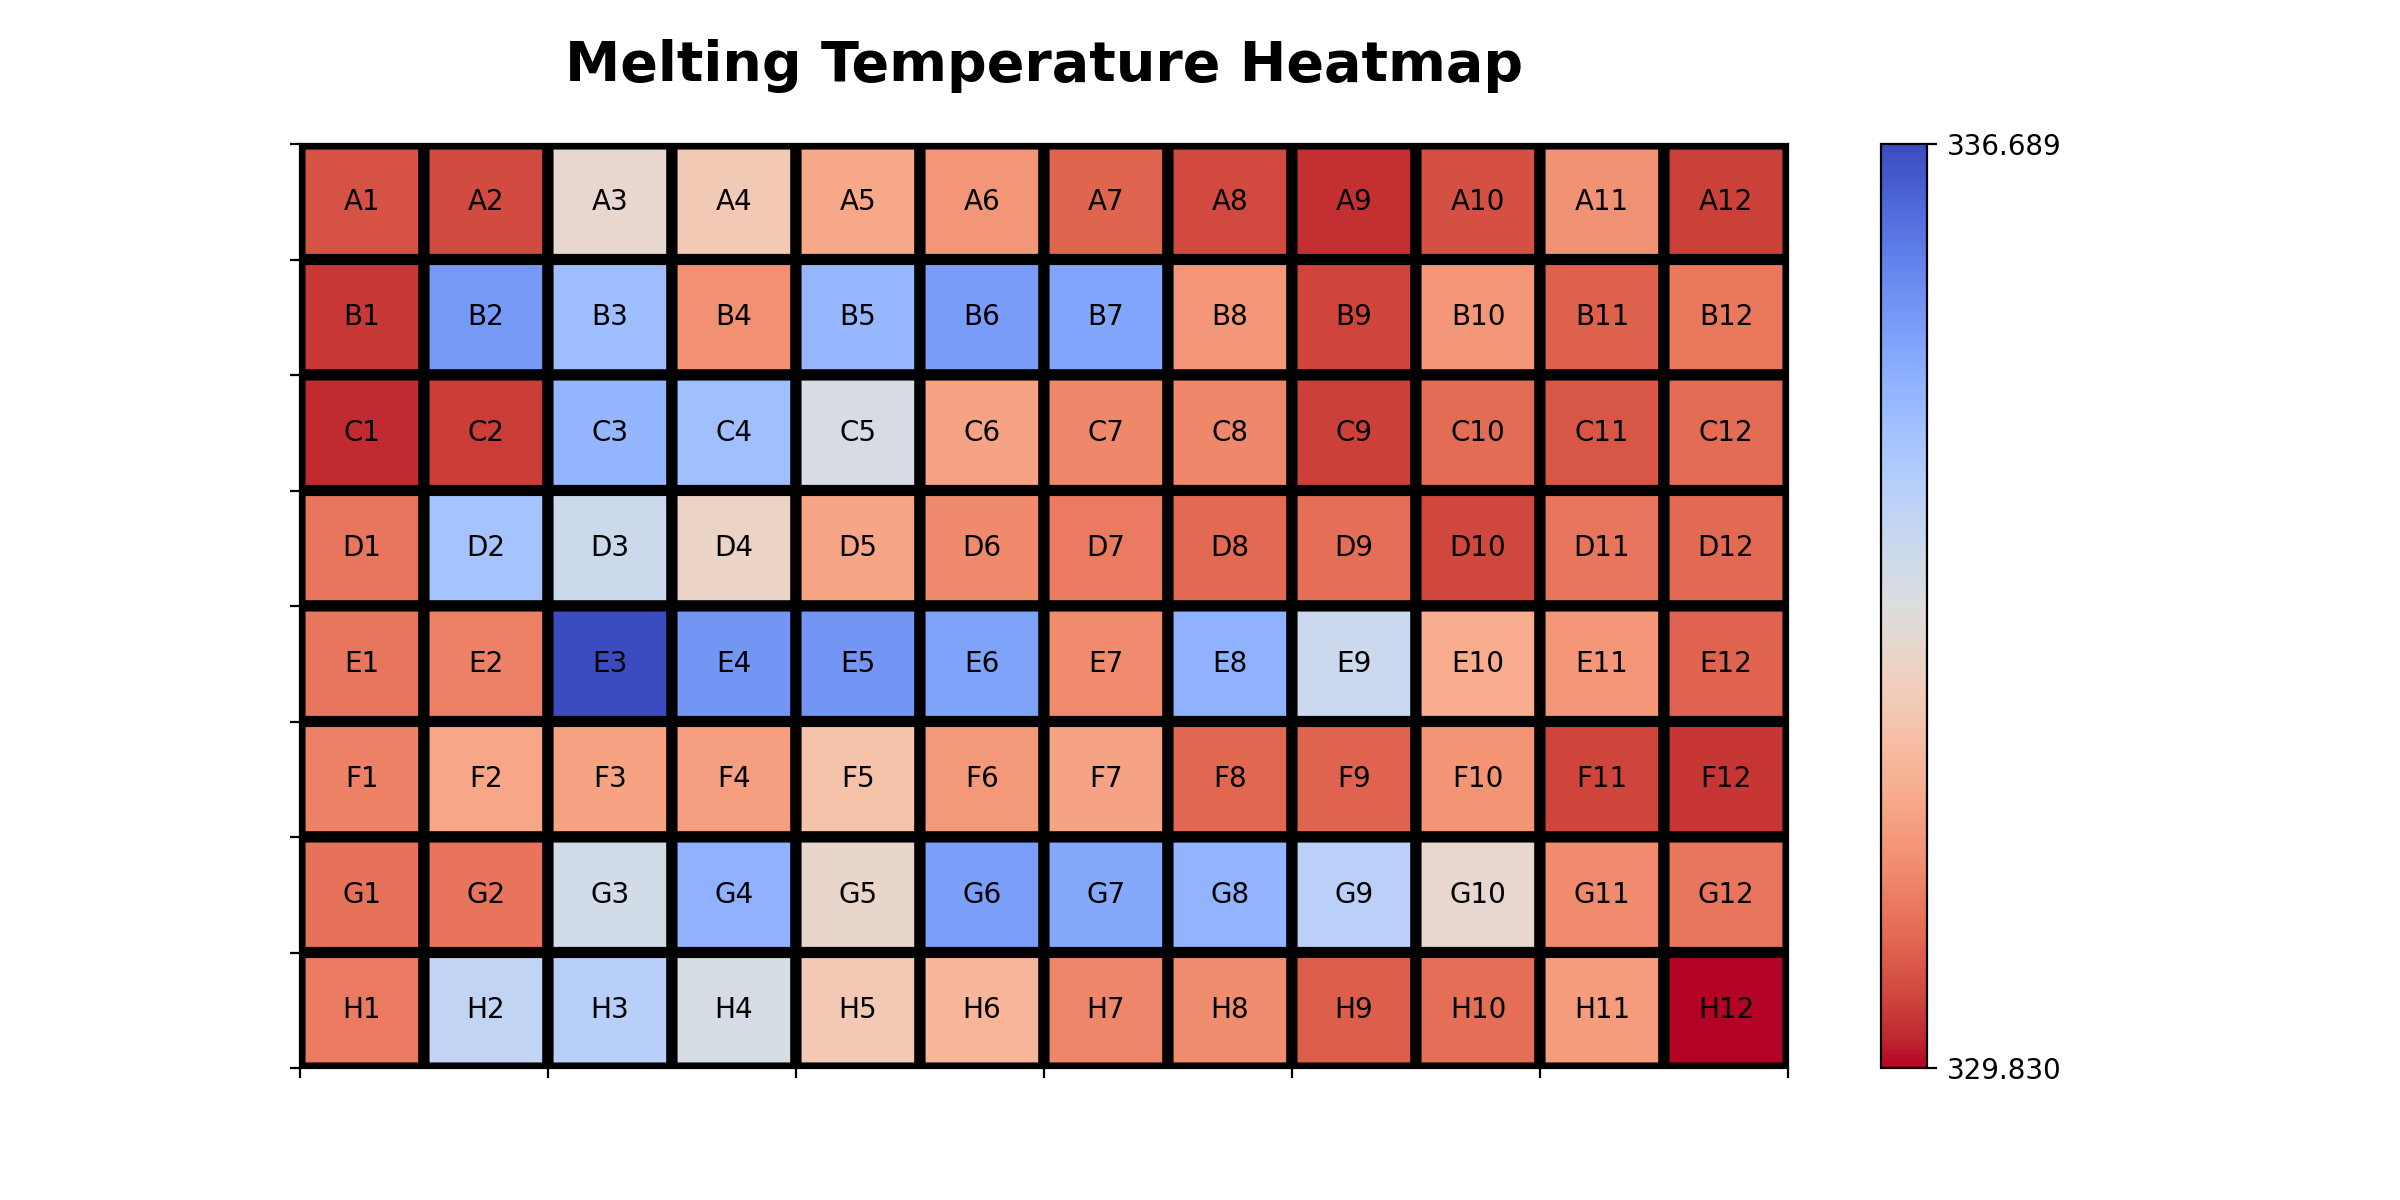 Melting Temperature Heatmap
336.689
A1 A2 A3 A4 A5 A6 A7 A8 A9 A10 A11 A12
B1 B2 B3 B4 B5 B6 B7 B8 B9 B10 B11 B12
C1 C2 C3 C4 C5 C6 C7 C8 C9 C10 C11 C12
D1 D2 D3 D4 D5 D6 D7 D8 D9 D10 D11 D12
E1 E2 E3 E4 E5 E6 E7 E8 E9 E10 E11 E12
F1 F2 F3 F4 F5 F6 F7 F8 F9 F10 F11 F12
G1 G2 G3 G4 G5 G6 G7 G8 G9 G10 G11 G12
H1 H2 H3 H4 H5 H6 H7 H8 H9 H10 H11 H12
329.830